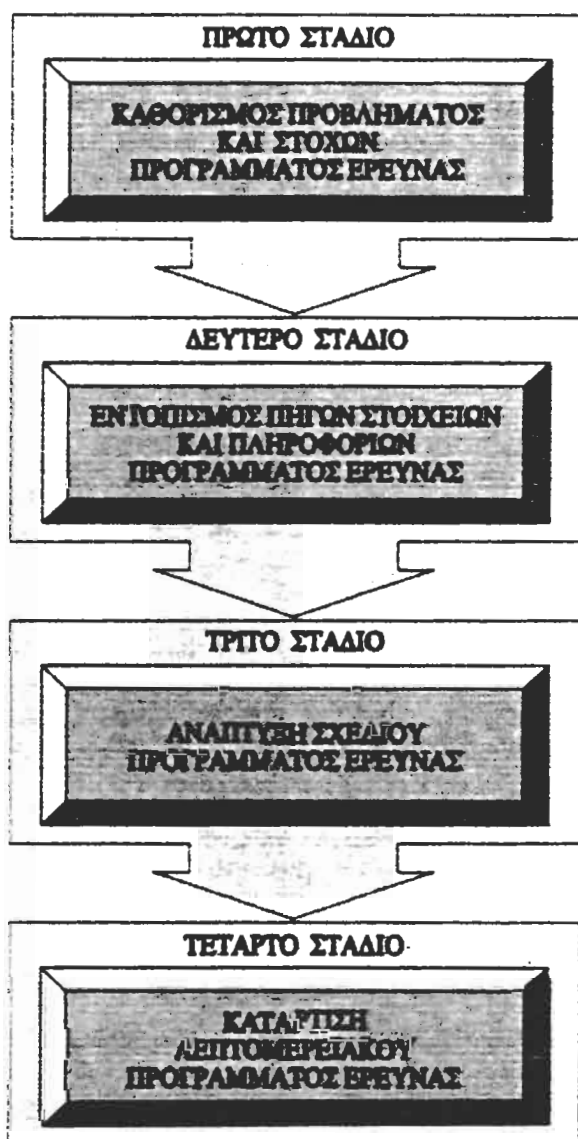 ΠΡΩΤΟ ΣΤΑΔΙΟ
ΚΑΘΟΡΙΣΜΟΣ ΠΡΟΒΛΗΜΑΤΟΣ
ΚΑΙ ΣΤΟΧΩΝ
ΠΡΟΓΡΑΜΜΑΤΟΣ ΕΡΕΥΝΑΣ
ΔΕΥΤΕΡΟ ΣΤΑΔΙΟ
ΕΝΤΟΠΙΣΜΟΣ ΠΗΓΩΝ ΣΤΟΙΧΕΙΩΝ
ΚΑΙ ΠΛΗΡΟΦΟΡΙΩΝ
ΠΡΟΓΡΑΜΜΑΤΟΣ ΕΡΕΥΝΑΣ
ΤΡΙΤΟ ΣΤΑΔΙΟ
ΑΝΑΠΤΥΞΗ ΣΧΕΔΙΟΥ
ΠΡΟΓΡΑΜΜΑΤΟΣ ΕΡΕΥΝΑΣ
ΤΕΤΑΡΤΟ ΣΤΑΔΙΟ
ΚΑΤΑΡΤΙΣΗ
ΛΕΠΤΟΜΕΡΕΙΑΚΟΥ
ΠΡΟΓΡΑΜΜΑΤΟΣ ΕΡΕΥΝΑΣ